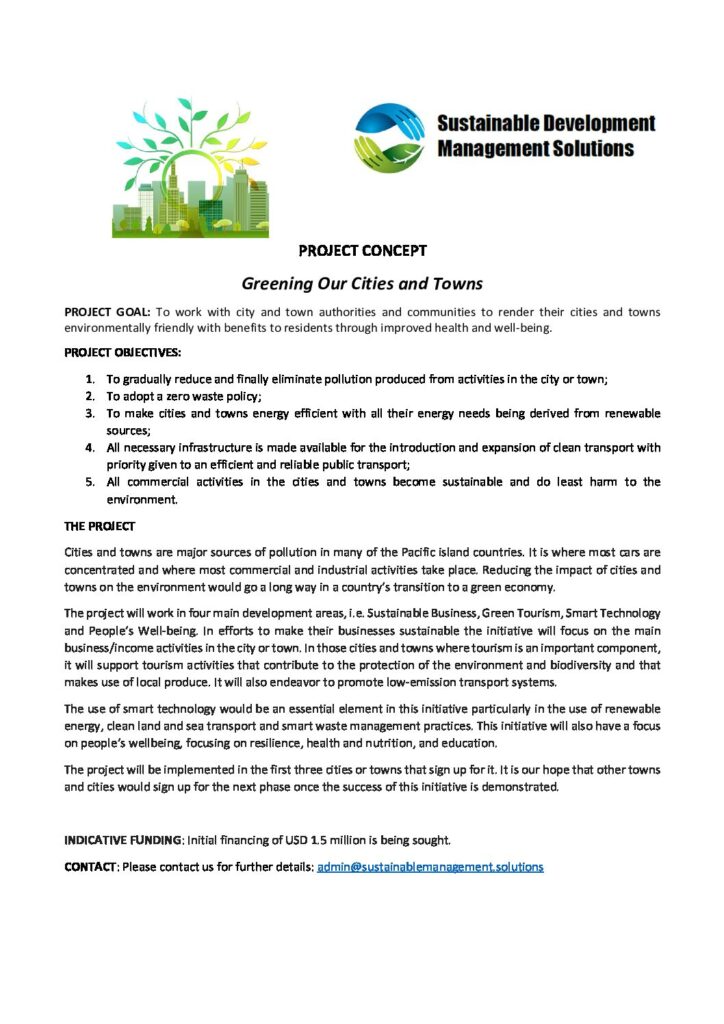 Sustainable Development
Management Solutions
PROJECT CONCEPT
Greening Our Cities and Towns
PROJECT GOAL: To work with city and town authorities and communities to render their cities and towns
environmentally friendly with benefits to residents through improved health and well-being.
PROJECT OBJECTIVES:
1. To gradually reduce and finally eliminate pollution produced from activities in the city or town;
2. To adopt a zero waste policy;
3. To make cities and towns energy efficient with all their energy needs being derived from renewable
sources;
4. All necessary infrastructure is made available for the introduction and expansion of clean transport with
priority given to an efficient and reliable public transport;
5. All commercial activities in the cities and towns become sustainable and do least harm to the
environment.
THE PROJECT
Cities and towns are major sources of pollution in many of the Pacific island countries. It is where most cars are
concentrated and where most commercial and industrial activities take place. Reducing the impact of cities and
towns on the environment would go a long way in a country's transition to a green economy.
The project will work in four main development areas, i.e. Sustainable Business, Green Tourism, Smart Technology
and People's Well-being. In efforts to make their businesses sustainable the initiative will focus on the main
business/income activities in the city or town. In those cities and towns where tourism is an important component,
it will support tourism activities that contribute to the protection of the environment and biodiversity and that
makes use of local produce. It will also endeavor to promote low-emission transport systems.
The use of smart technology would be an essential element in this initiative particularly in the use of renewable
energy, clean land and sea transport and smart waste management practices. This initiative will also have a focus
on people's wellbeing, focusing on resilience, health and nutrition, and education.
The project will be implemented in the first three cities or towns that sign up for it. It is our hope that other towns
and cities would sign up for the next phase once the success of this initiative is demonstrated.
INDICATIVE FUNDING: Initial financing of USD 1.5 million is being sought.
CONTACT: Please contact us for further details: admin@sustainablemanagement.solutions